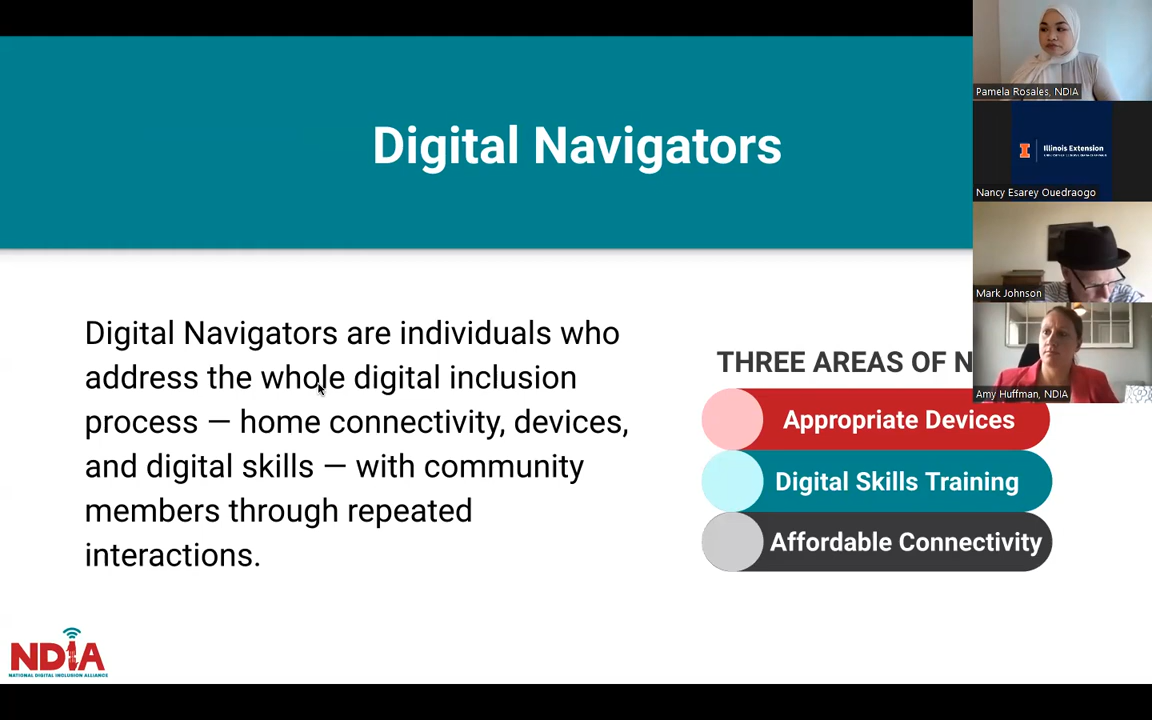 Digital Navigators
Digital Navigators are individuals who
address the whole digital inclusion
process — home connectivity, devices,
and digital skills — with community
members through repeated
interactions.
THREE AREAS OF N
Appropriate Devices
Digital Skills Training
Affordable Connectivity
NDIA
NATIONAL DIGITAL INCLUSION ALLIANCE
Pamela Rosales, NDIA
I
Illinois Extension
Nancy Esarey Ouedraogo
Mark Johnson
Amy Huffman, NDIA